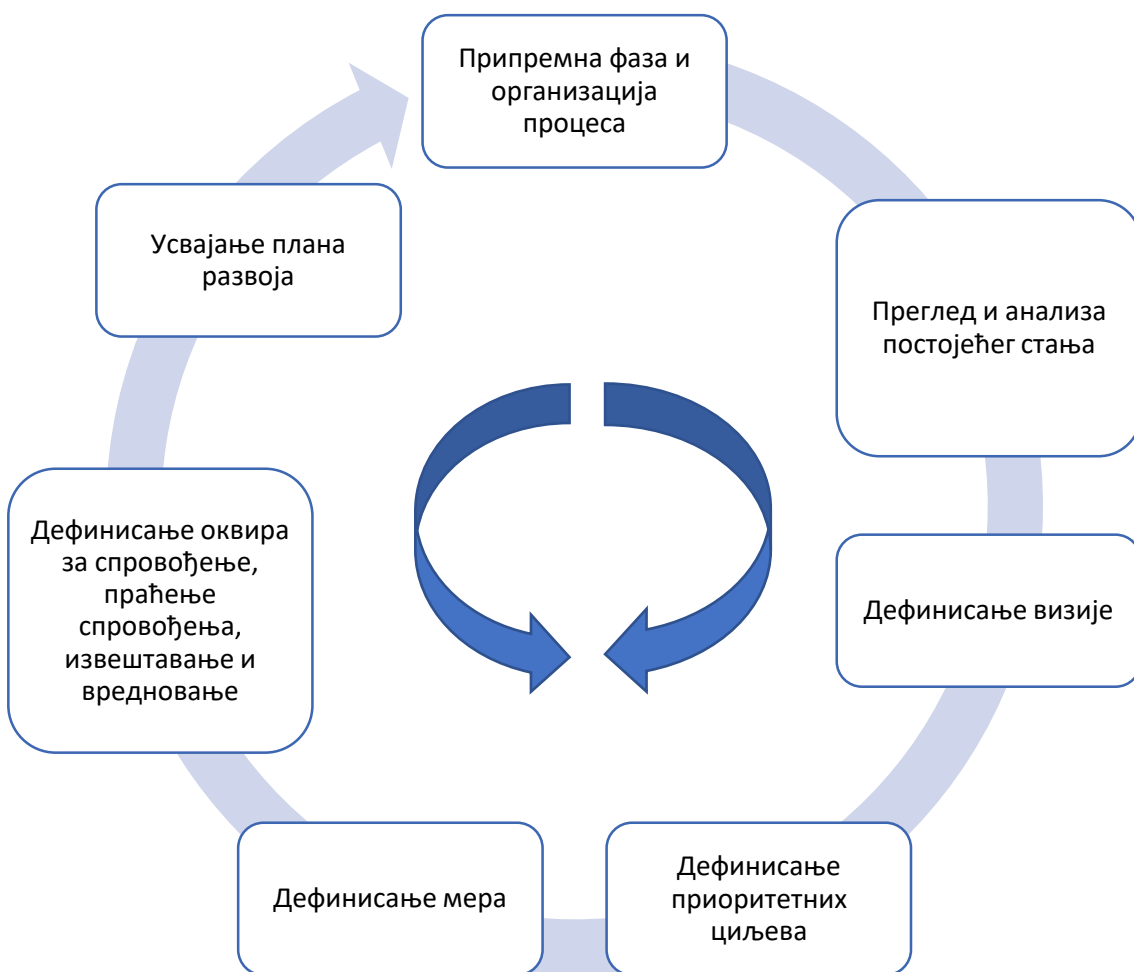 Припремна фаза и
организација
процеса
Преглед и анализа
постојећег стања
Дефинисање визије
Дефинисање
приоритетних
циљева
Дефинисање мера
Дефинисање оквира
за спровођење,
праћење
спровођења,
извештавање и
вредновање
Усвајање плана
развоја